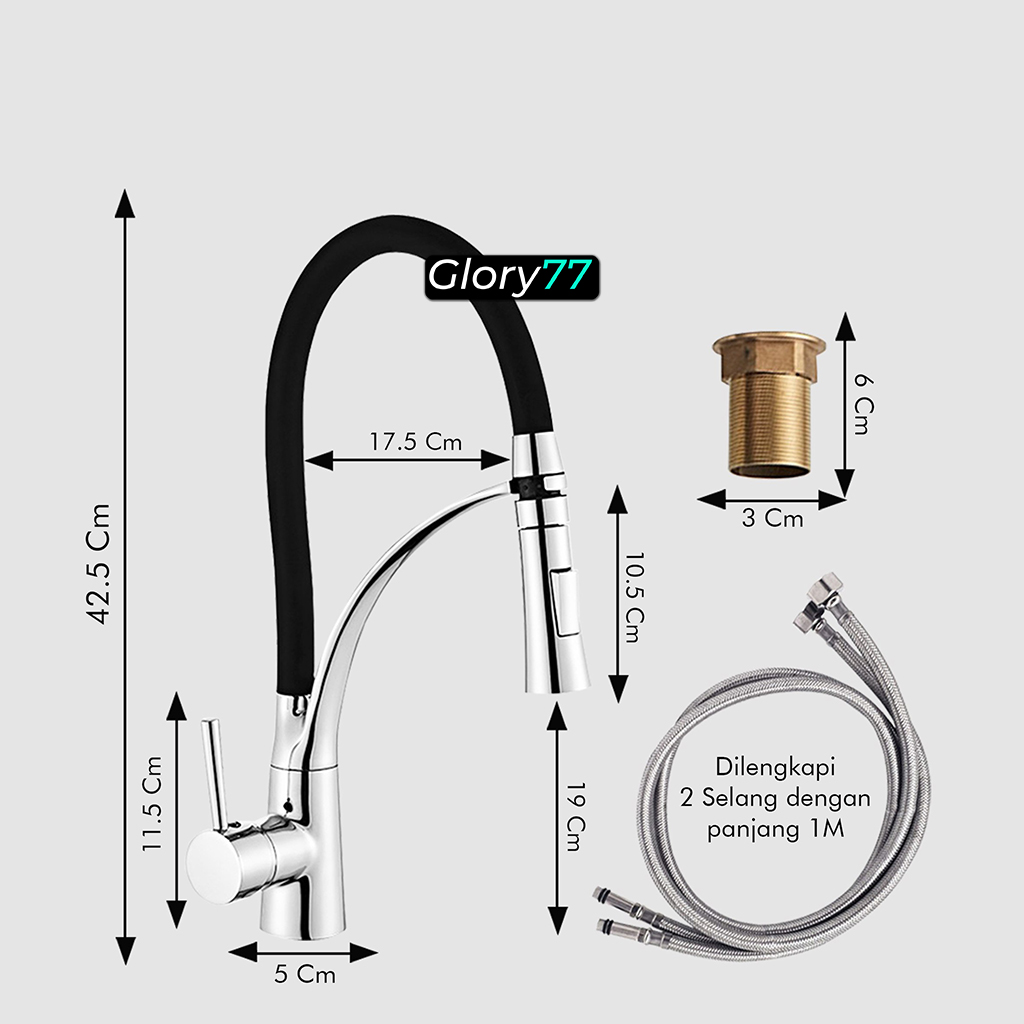 Glory77
17.5 Cm
6 Cm
3 Cm
42.5 Cm
10.5 Cm
11.5 Cm
19 Cm
5 Cm
Dilengkapi
2 Selang dengan
panjang 1M